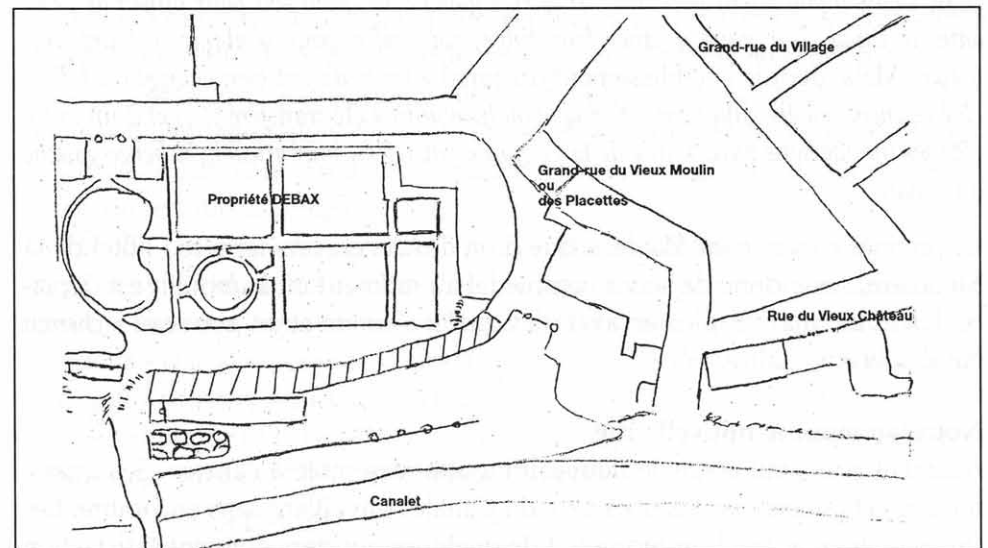 Grand-rue du Village
Grand-rue du Vieux Moulin
ou
des Placettes
Propriété DEBAX
Rue du Vieux Château
Canalet